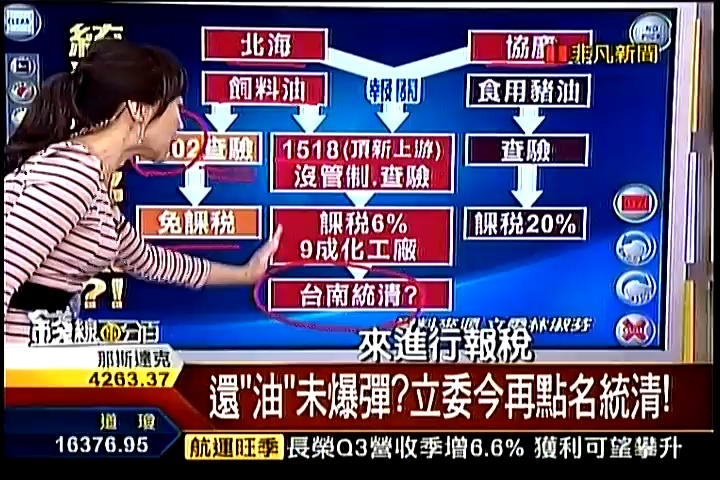 CLEAR
NO PICK
統
非凡新聞
北海
協慶
飼料油
報關
食用豬油
02查驗
1518(頂新上游)
沒管制.查驗
查驗
免課稅
課稅6%
9成化工廠
課稅20%
台南統清?
?!
來進行報稅
那斯達克
4263.37
還"油"未爆彈?立委今再點名統清!
道瓊
16376.95
航運旺季
長榮Q3營收季增6.6% 獲利可望攀升